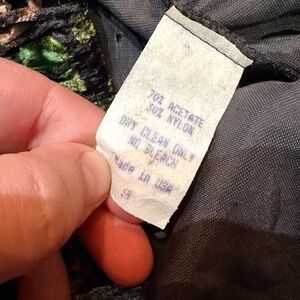 70% ACETATE
30% NYLON
DRY CLEAN ONLY
NO BLEACH
Made in USA